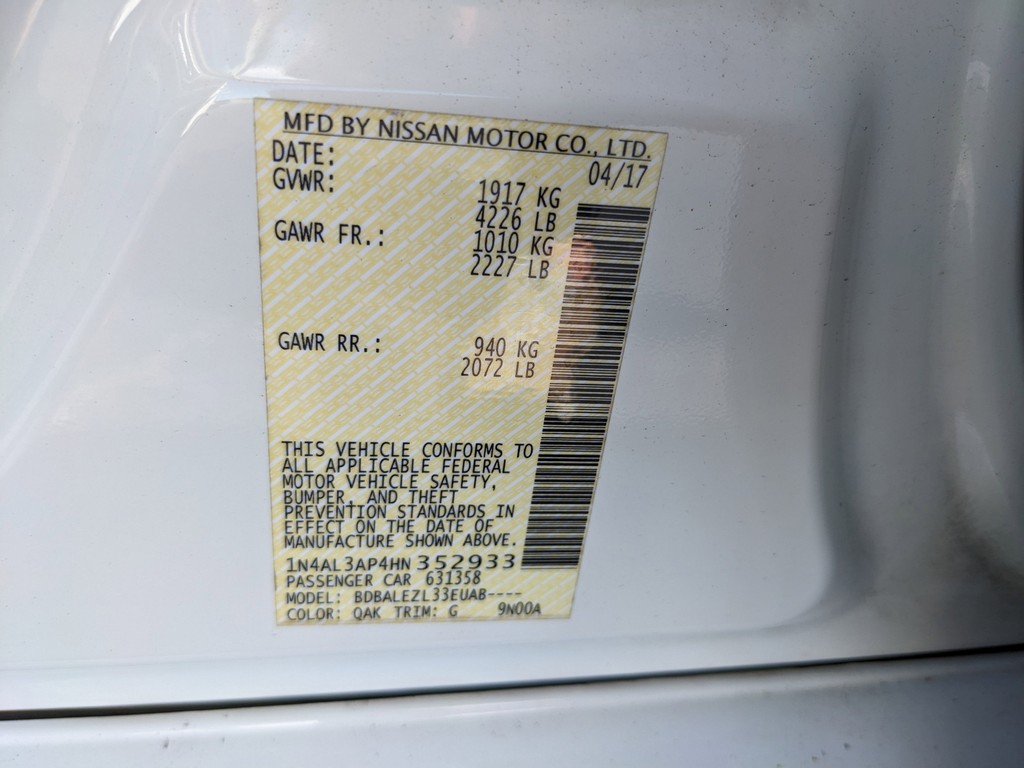 MFD BY NISSAN MOTOR CO., LTD.
DATE: 04/17
GVWR: 1917 KG
4226 LB
GAWR FR.: 1010 KG
2227 LB
GAWR RR.: 940 KG
2072 LB
THIS VEHICLE CONFORMS TO
ALL APPLICABLE FEDERAL
MOTOR VEHICLE SAFETY,
BUMPER, AND THEFT
PREVENTION STANDARDS IN
EFFECT ON THE DATE OF
MANUFACTURE SHOWN ABOVE.
1N4AL3AP4HN352933
PASSENGER CAR 631358
MODEL: BDBALEZL33EUAB----
COLOR: QAK TRIM: G 9N00A